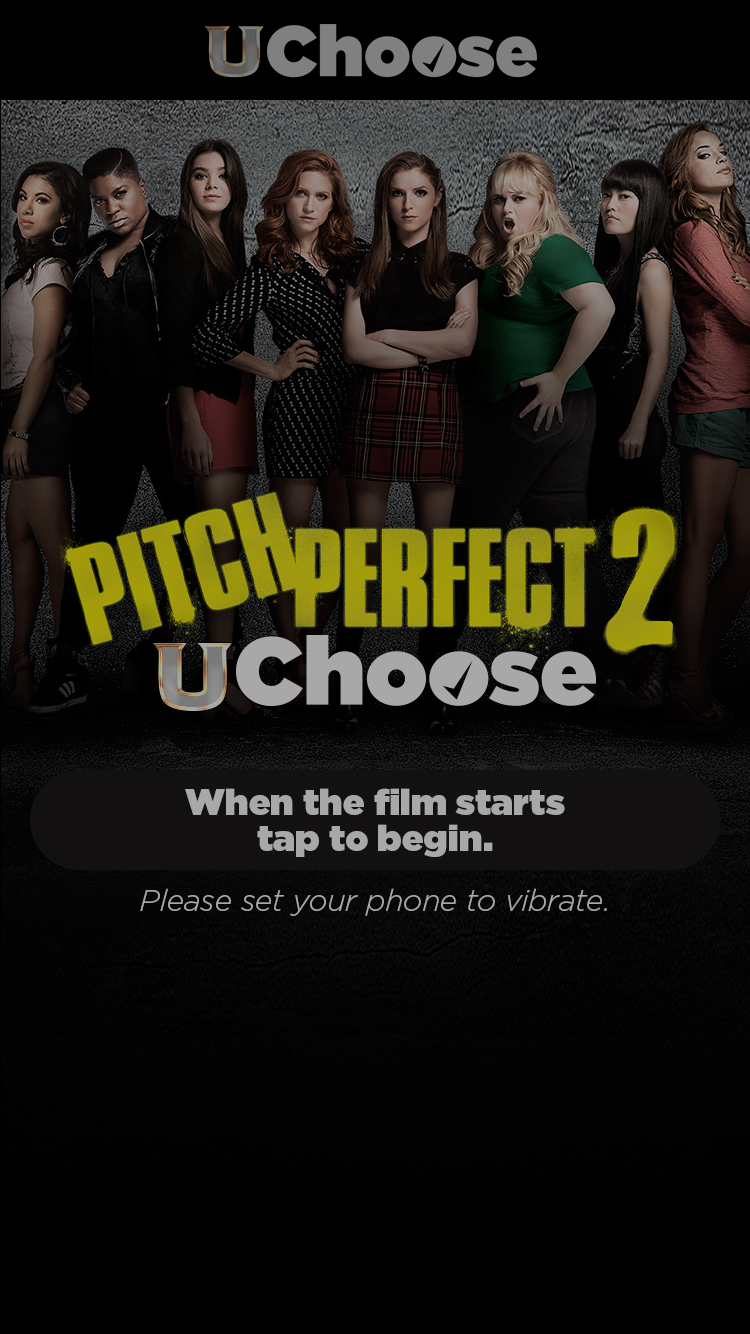 UChoose
PITCH PERFECT 2
UChoose
When the film starts
tap to begin.
Please set your phone to vibrate.